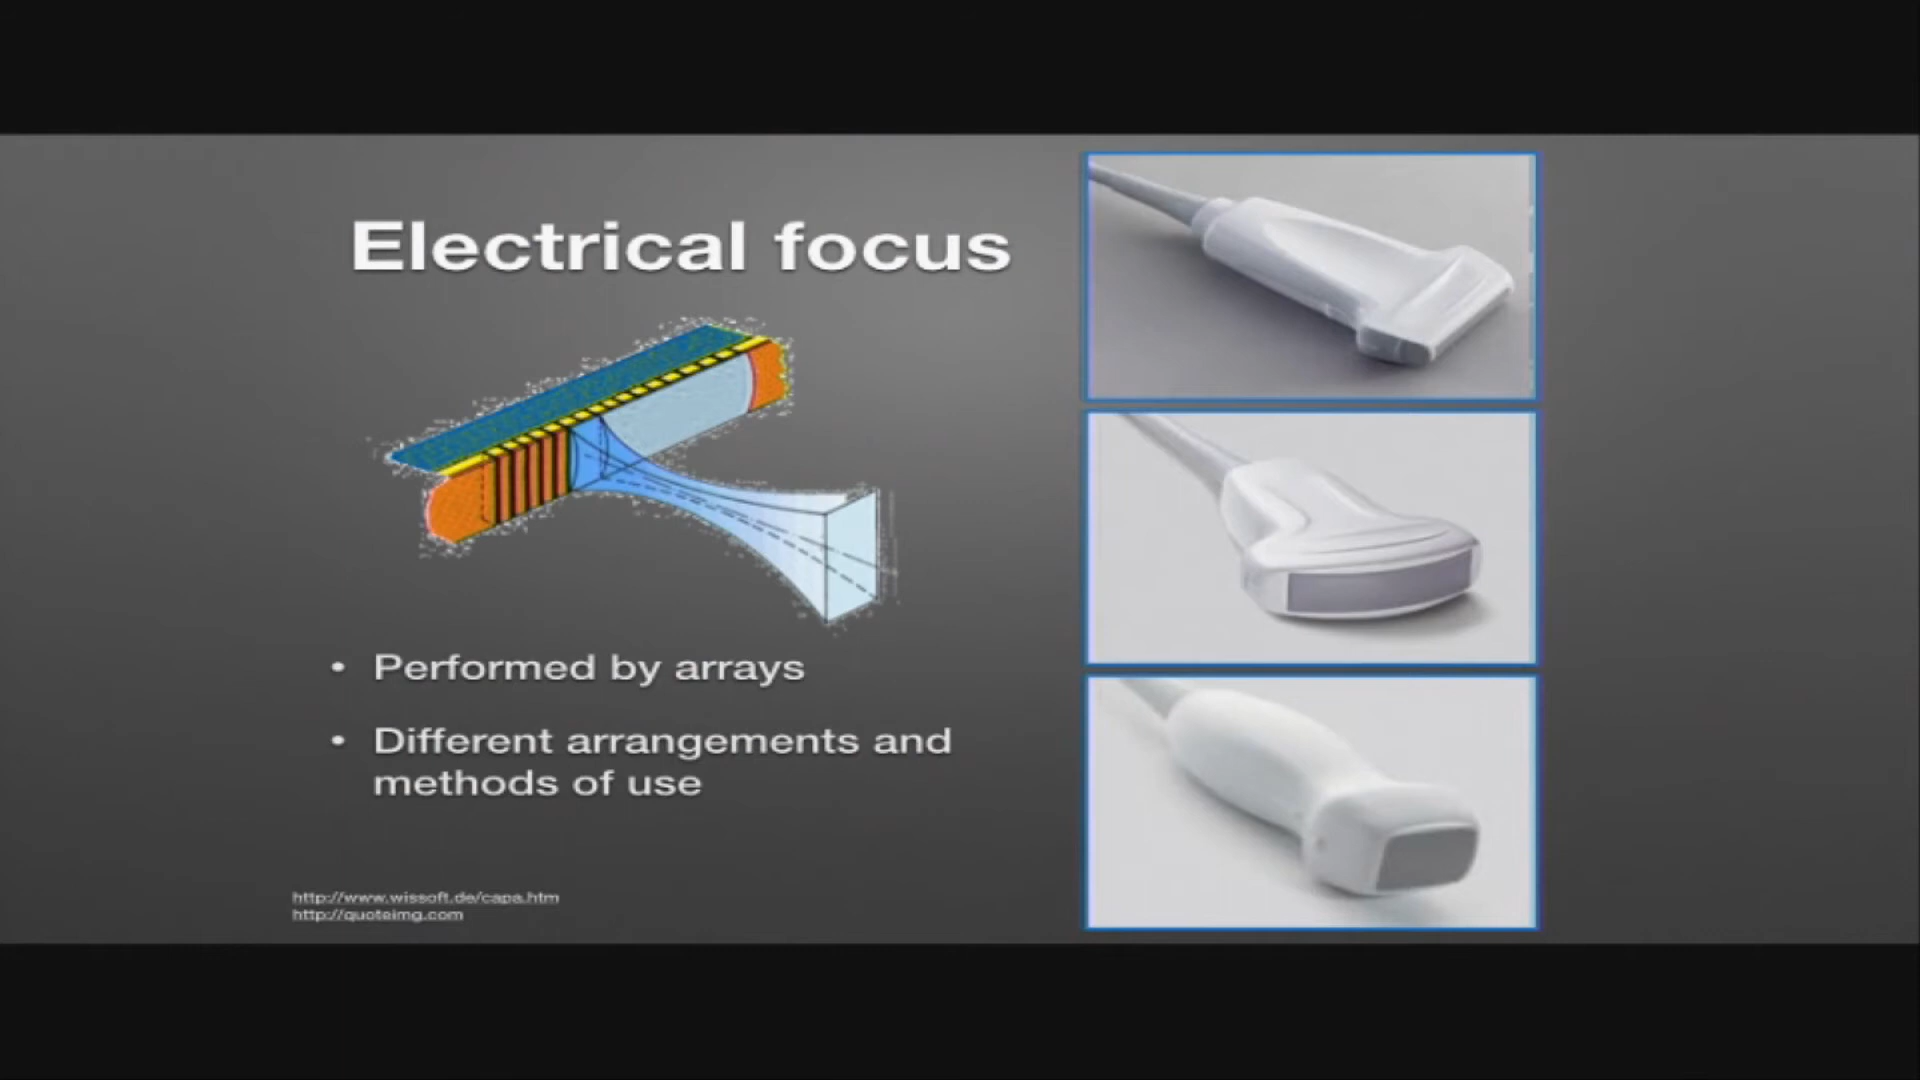 Electrical focus
• Performed by arrays
• Different arrangements and
methods of use
http://www.wissoft.de/capa.htm
http://quoteimg.com